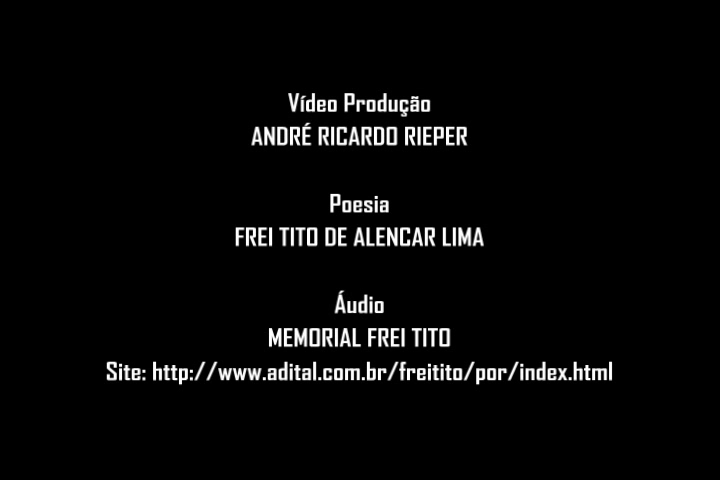 Vídeo Produção
ANDRÉ RICARDO RIEPER
Poesia
FREI TITO DE ALENCAR LIMA
Áudio
MEMORIAL FREI TITO
Site: http://www.adital.com.br/freitito/por/index.html